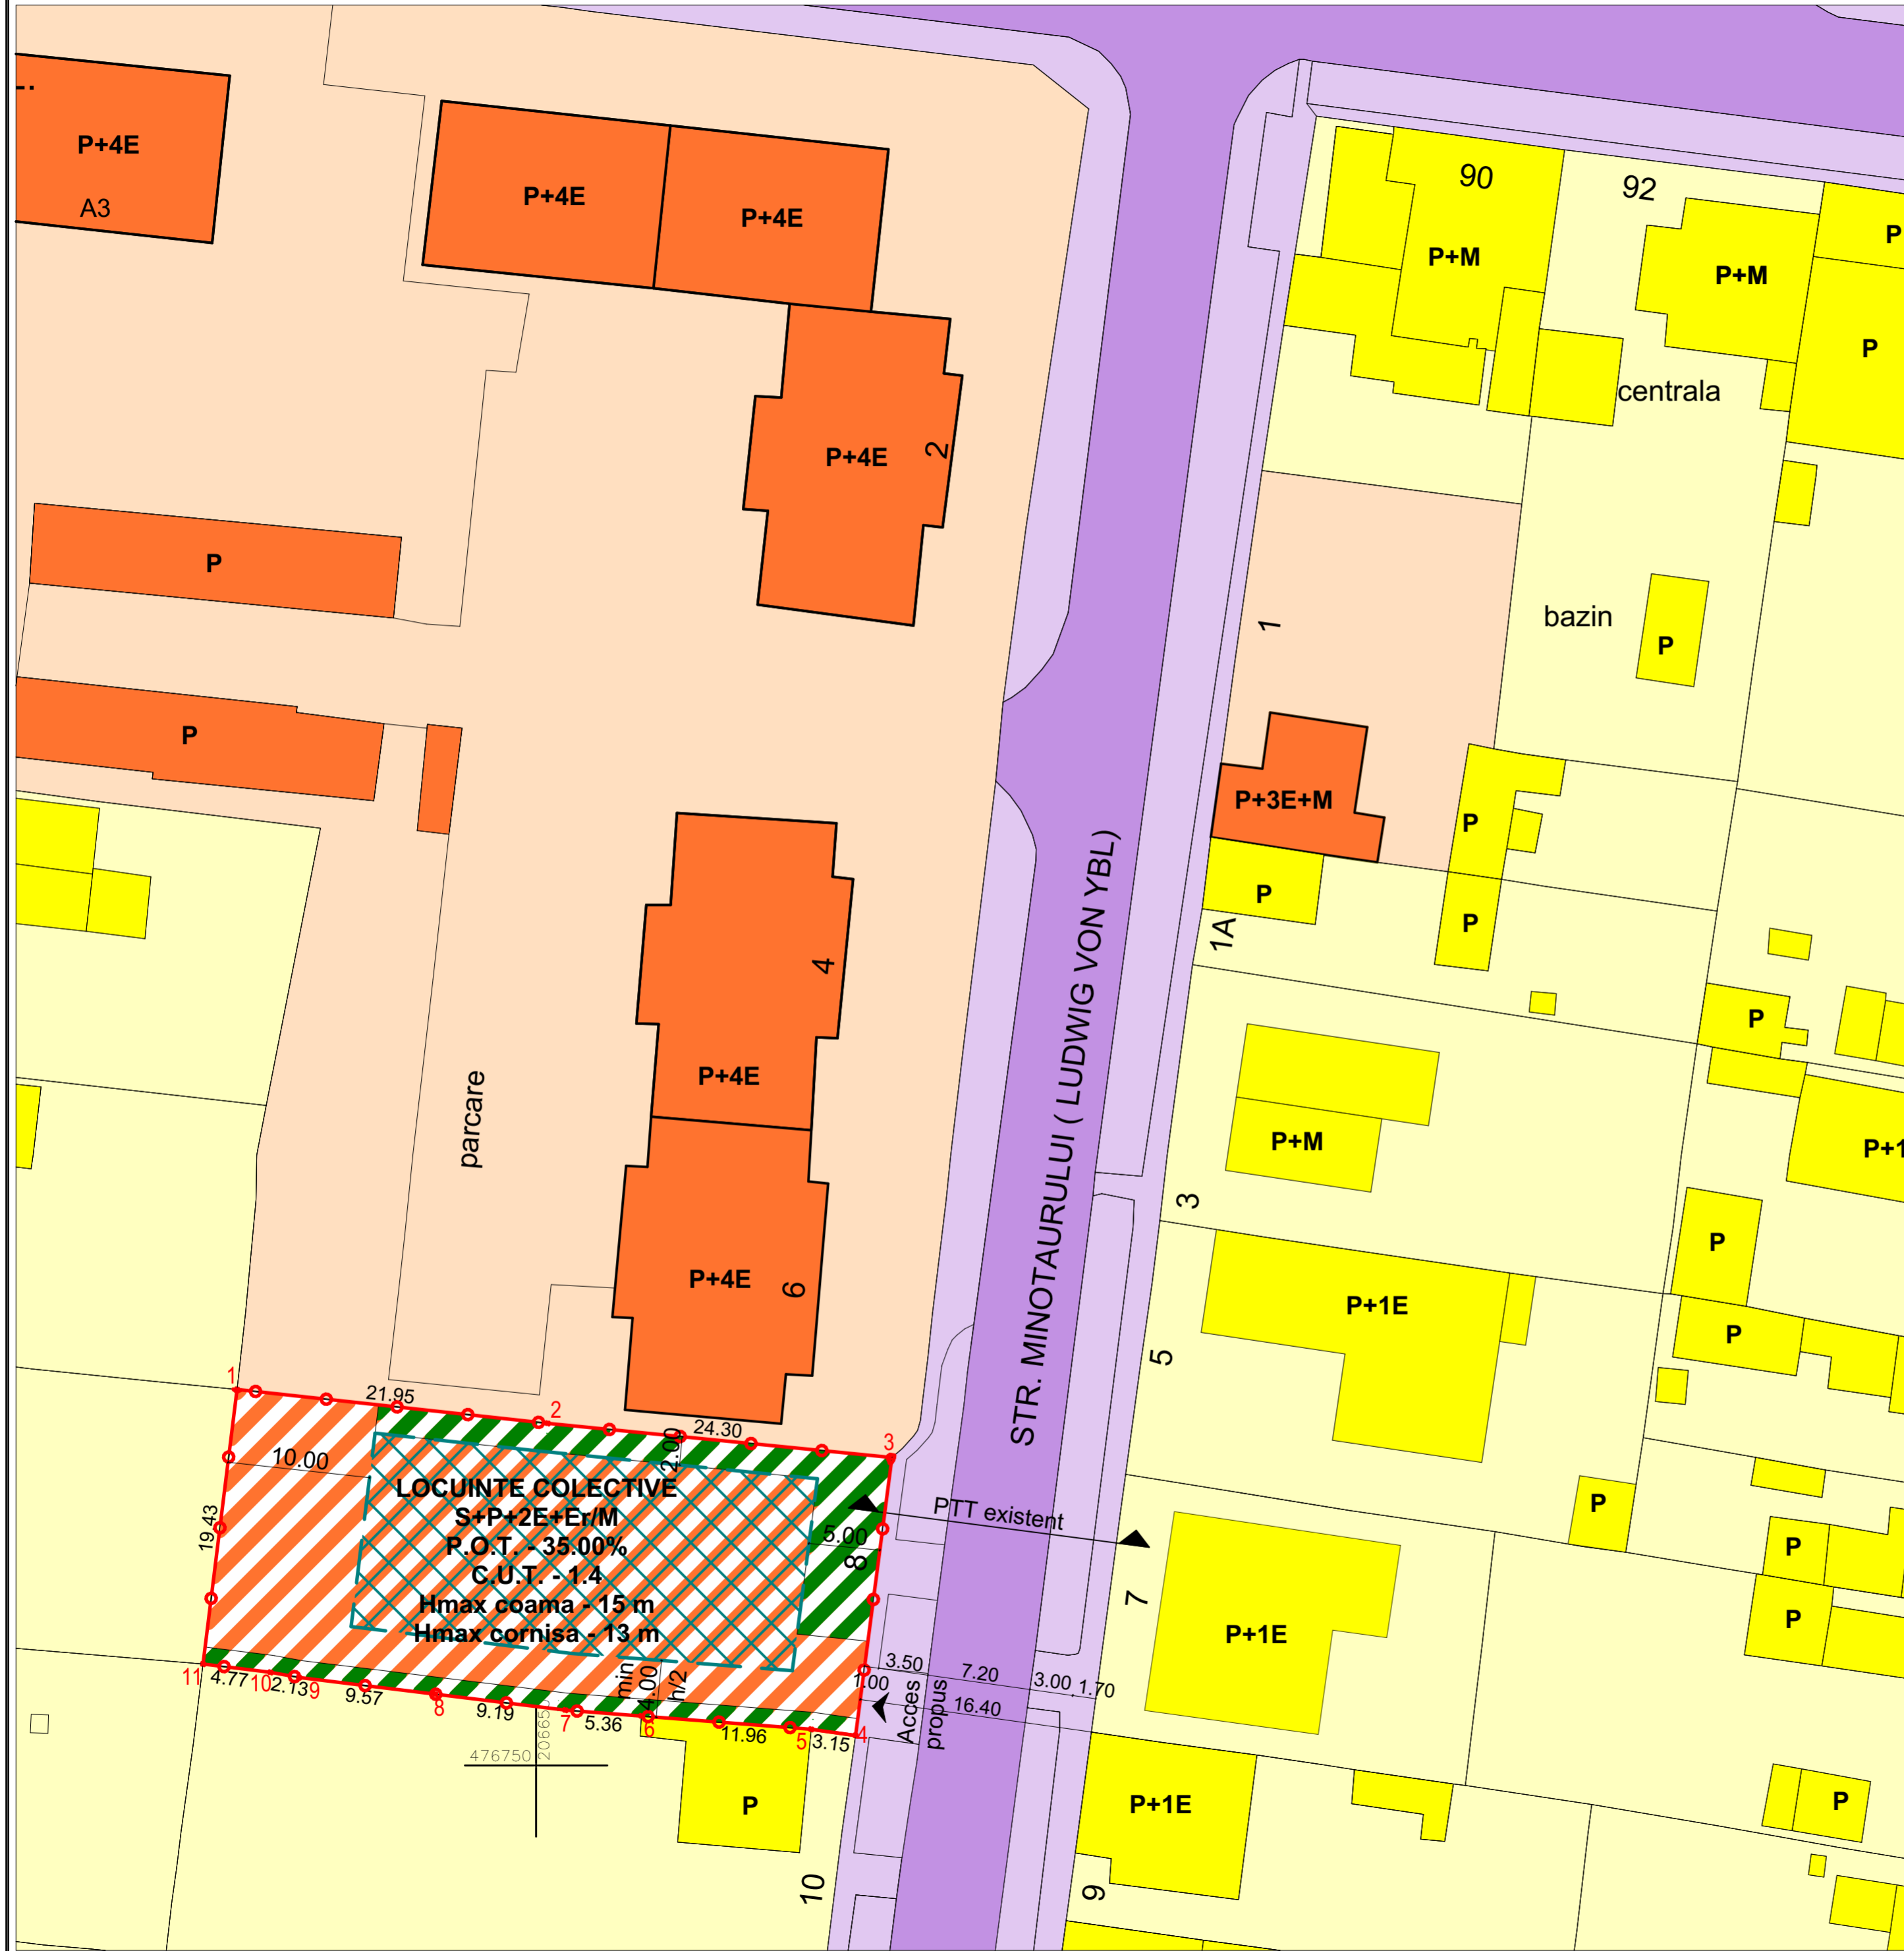 P+4E
A3
P+4E
P+4E
90
92
P+M
P+M
P
P
P+4E
2
centrala
P
1
bazin
P
P
P+3E+M
P
P
P
1A
4
P
P+4E
parcare
STR. MINOTAURULUI ( LUDWIG VON YBL)
P+M
P+1
3
P
P+4E
6
P+1E
P
5
1
21.95
2
24.30
3
2.00
10.00
LOCUINTE COLECTIVE
S+P+2E+Er/M
P.O.T. - 35.00%
C.U.T. - 1.4
Hmax coama - 15 m
Hmax cornisa - 13 m
5.00
8
PTT existent
P
P
7
P+1E
P
19.43
11
4.77
10
2.13
9
9.57
8
9.19
7
5.36
6
11.96
5
3.15
4
min
4.00
h/2
1.00
3.50
7.20
3.00
1.70
16.40
Acces
propus
476750
20665
P
P+1E
P
10
9